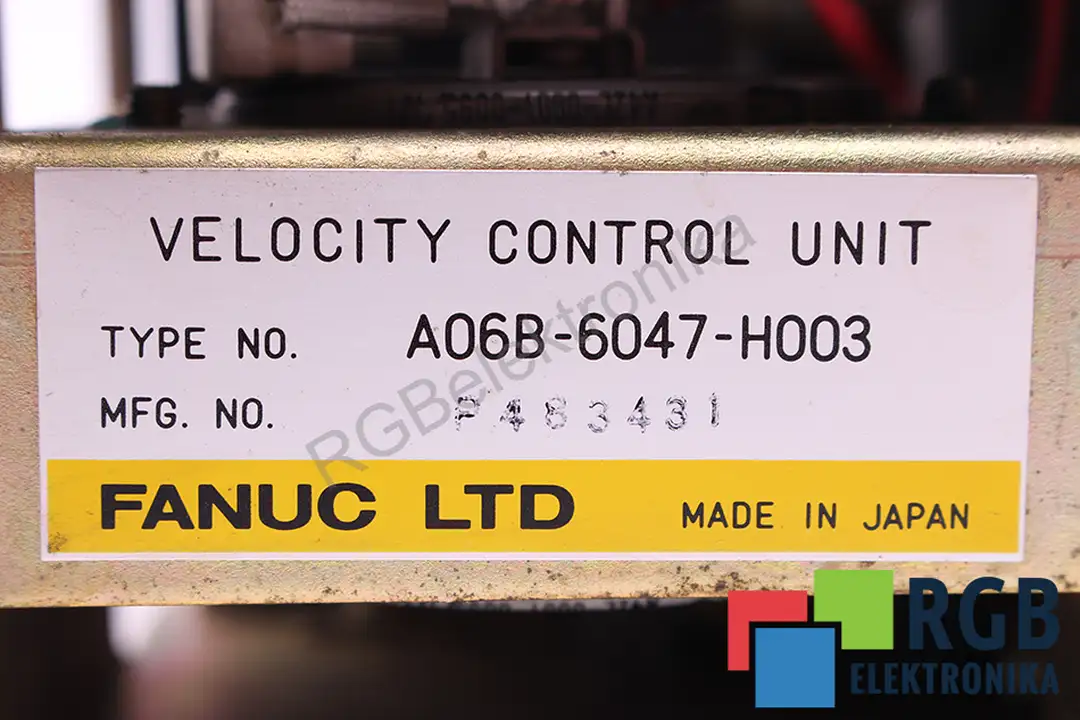 VELOCITY CONTROL UNIT
TYPE NO. A06B-6047-H003
MFG. NO. P483431
FANUC LTD MADE IN JAPAN
RGBelektronika
RGB
ELEKTRONIKA